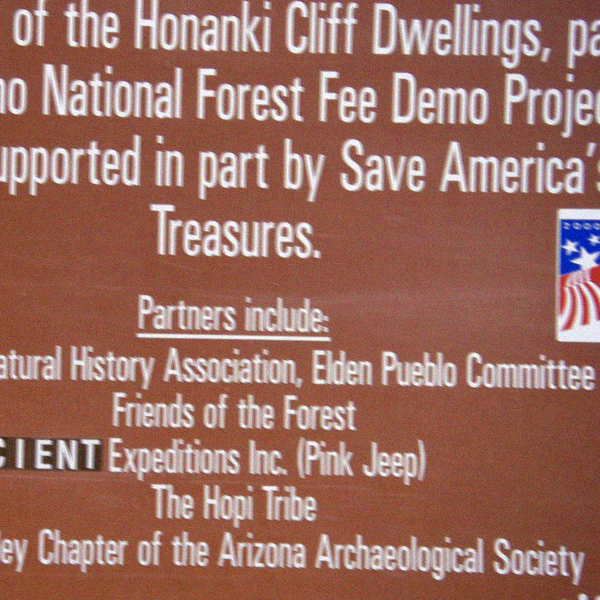 of the Honanki Cliff Dwellings, pa
no National Forest Fee Demo Projec
upported in part by Save America's
Treasures.
Partners include:
atural History Association, Elden Pueblo Committee
Friends of the Forest
CIENT Expeditions Inc. (Pink Jeep)
The Hopi Tribe
ley Chapter of the Arizona Archaeological Society